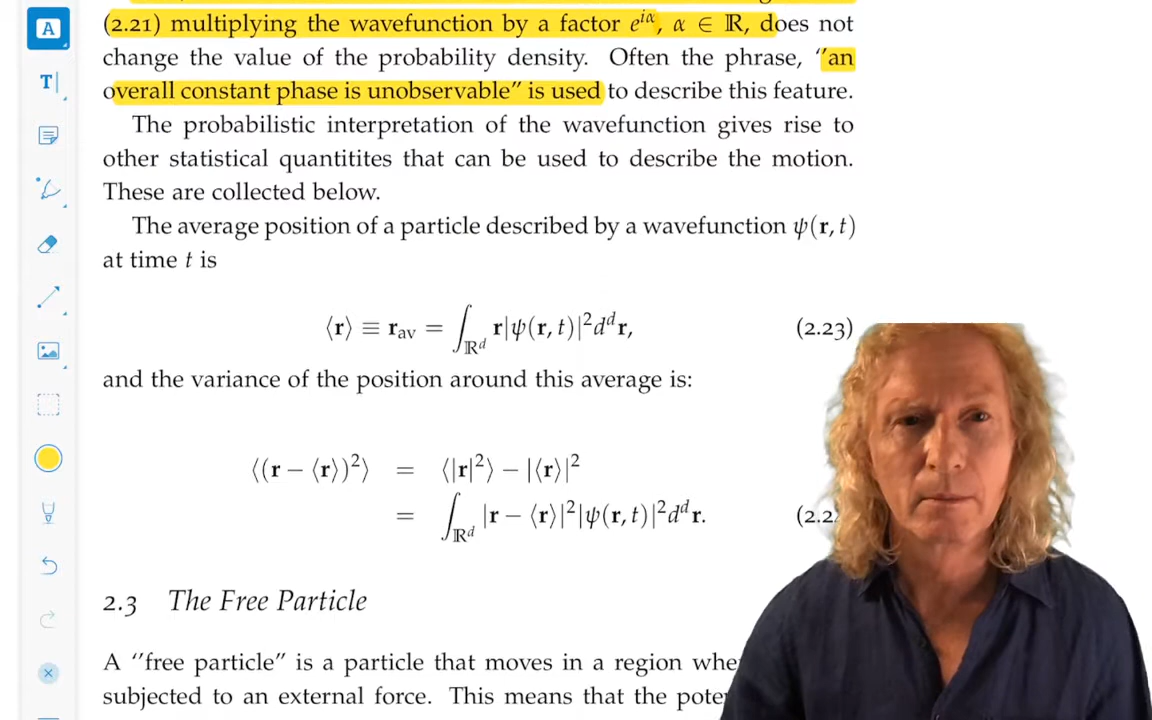 (2.21) multiplying the wavefunction by a factor e^{iα}, α ∈ ℝ, does not
change the value of the probability density. Often the phrase, ‘’an
overall constant phase is unobservable” is used to describe this feature.
The probabilistic interpretation of the wavefunction gives rise to
other statistical quantitites that can be used to describe the motion.
These are collected below.
The average position of a particle described by a wavefunction ψ(r, t)
at time t is
⟨r⟩ ≡ r_av = ∫_{ℝ^d} r|ψ(r, t)|²d^d r, (2.23)
and the variance of the position around this average is:
⟨(r − ⟨r⟩)²⟩ = ⟨|r|²⟩ − |⟨r⟩|²
= ∫_{ℝ^d} |r − ⟨r⟩|²|ψ(r, t)|²d^d r. (2.2
2.3 The Free Particle
A ‘’free particle” is a particle that moves in a region whe
subjected to an external force. This means that the pote
A
T